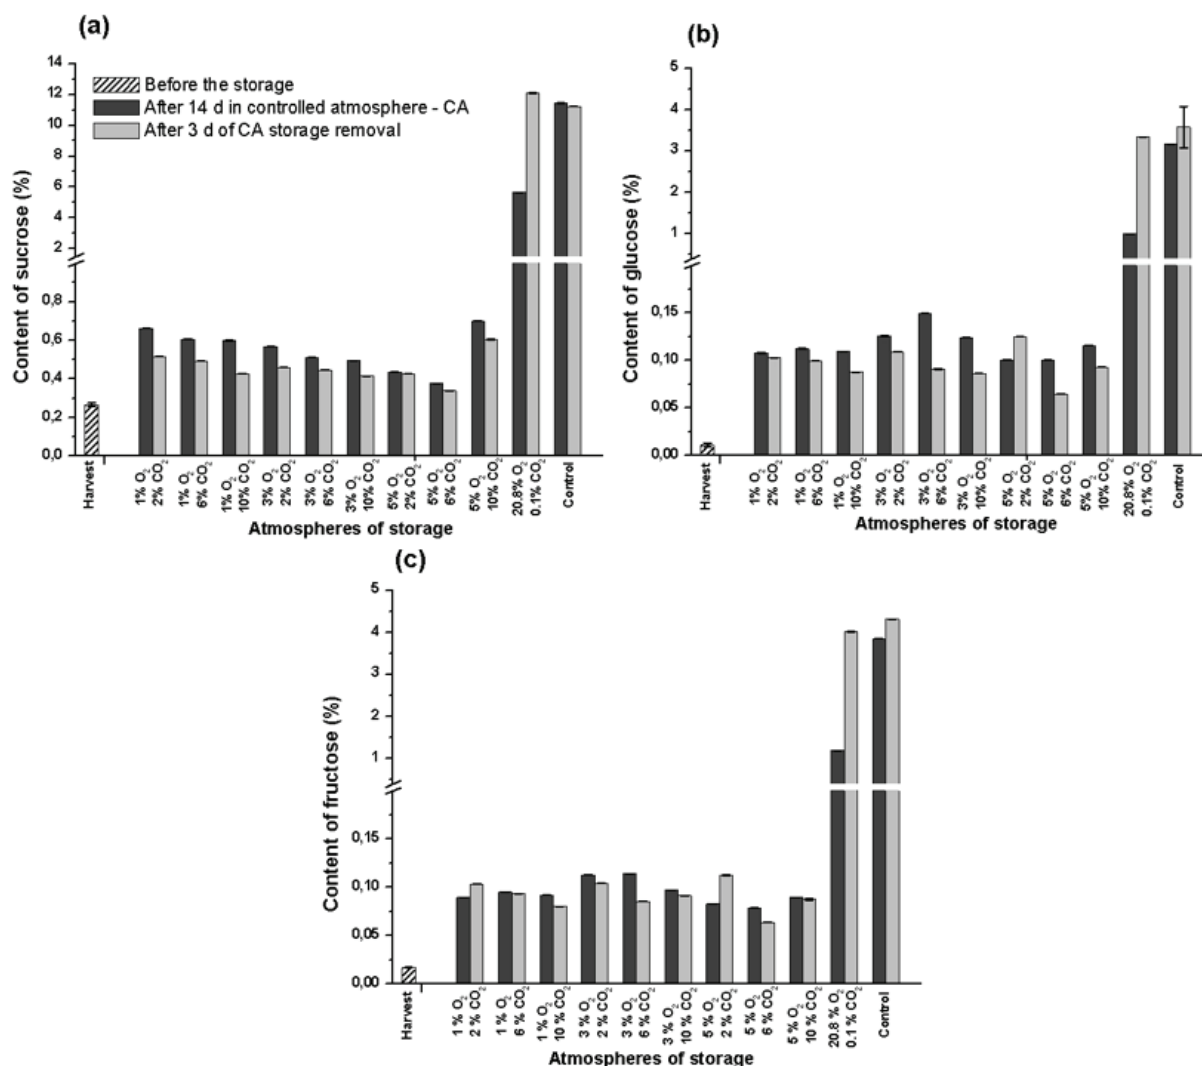 (a)
Content of sucrose (%)
14
12
10
8
6
4
2
0,8
0,6
0,4
0,2
0,0
Before the storage
After 14 d in controlled atmosphere - CA
After 3 d of CA storage removal
Harvest
1% O₂
2% CO₂
1% O₂
6% CO₂
1% O₂
10% CO₂
3% O₂
2% CO₂
3% O₂
6% CO₂
3% O₂
10% CO₂
5% O₂
2% CO₂
5% O₂
6% CO₂
5% O₂
10% CO₂
20.8% O₂
0.1% CO₂
Control
Atmospheres of storage
(b)
Content of glucose (%)
5
4
3
2
1
0,15
0,10
0,05
0,00
Harvest
1% O₂
2% CO₂
1% O₂
6% CO₂
1% O₂
10% CO₂
3% O₂
2% CO₂
3% O₂
6% CO₂
3% O₂
10% CO₂
5% O₂
2% CO₂
5% O₂
6% CO₂
5% O₂
10% CO₂
20.8% O₂
0.1% CO₂
Control
Atmospheres of storage
(c)
Content of fructose (%)
5
4
3
2
1
0,15
0,10
0,05
0,00
Harvest
1 % O₂
2 % CO₂
1 % O₂
6 % CO₂
1 % O₂
10 % CO₂
3 % O₂
2 % CO₂
3 % O₂
6 % CO₂
3 % O₂
10 % CO₂
5 % O₂
2 % CO₂
5 % O₂
6 % CO₂
5 % O₂
10 % CO₂
20.8 % O₂
0.1 % CO₂
Control
Atmospheres of storage